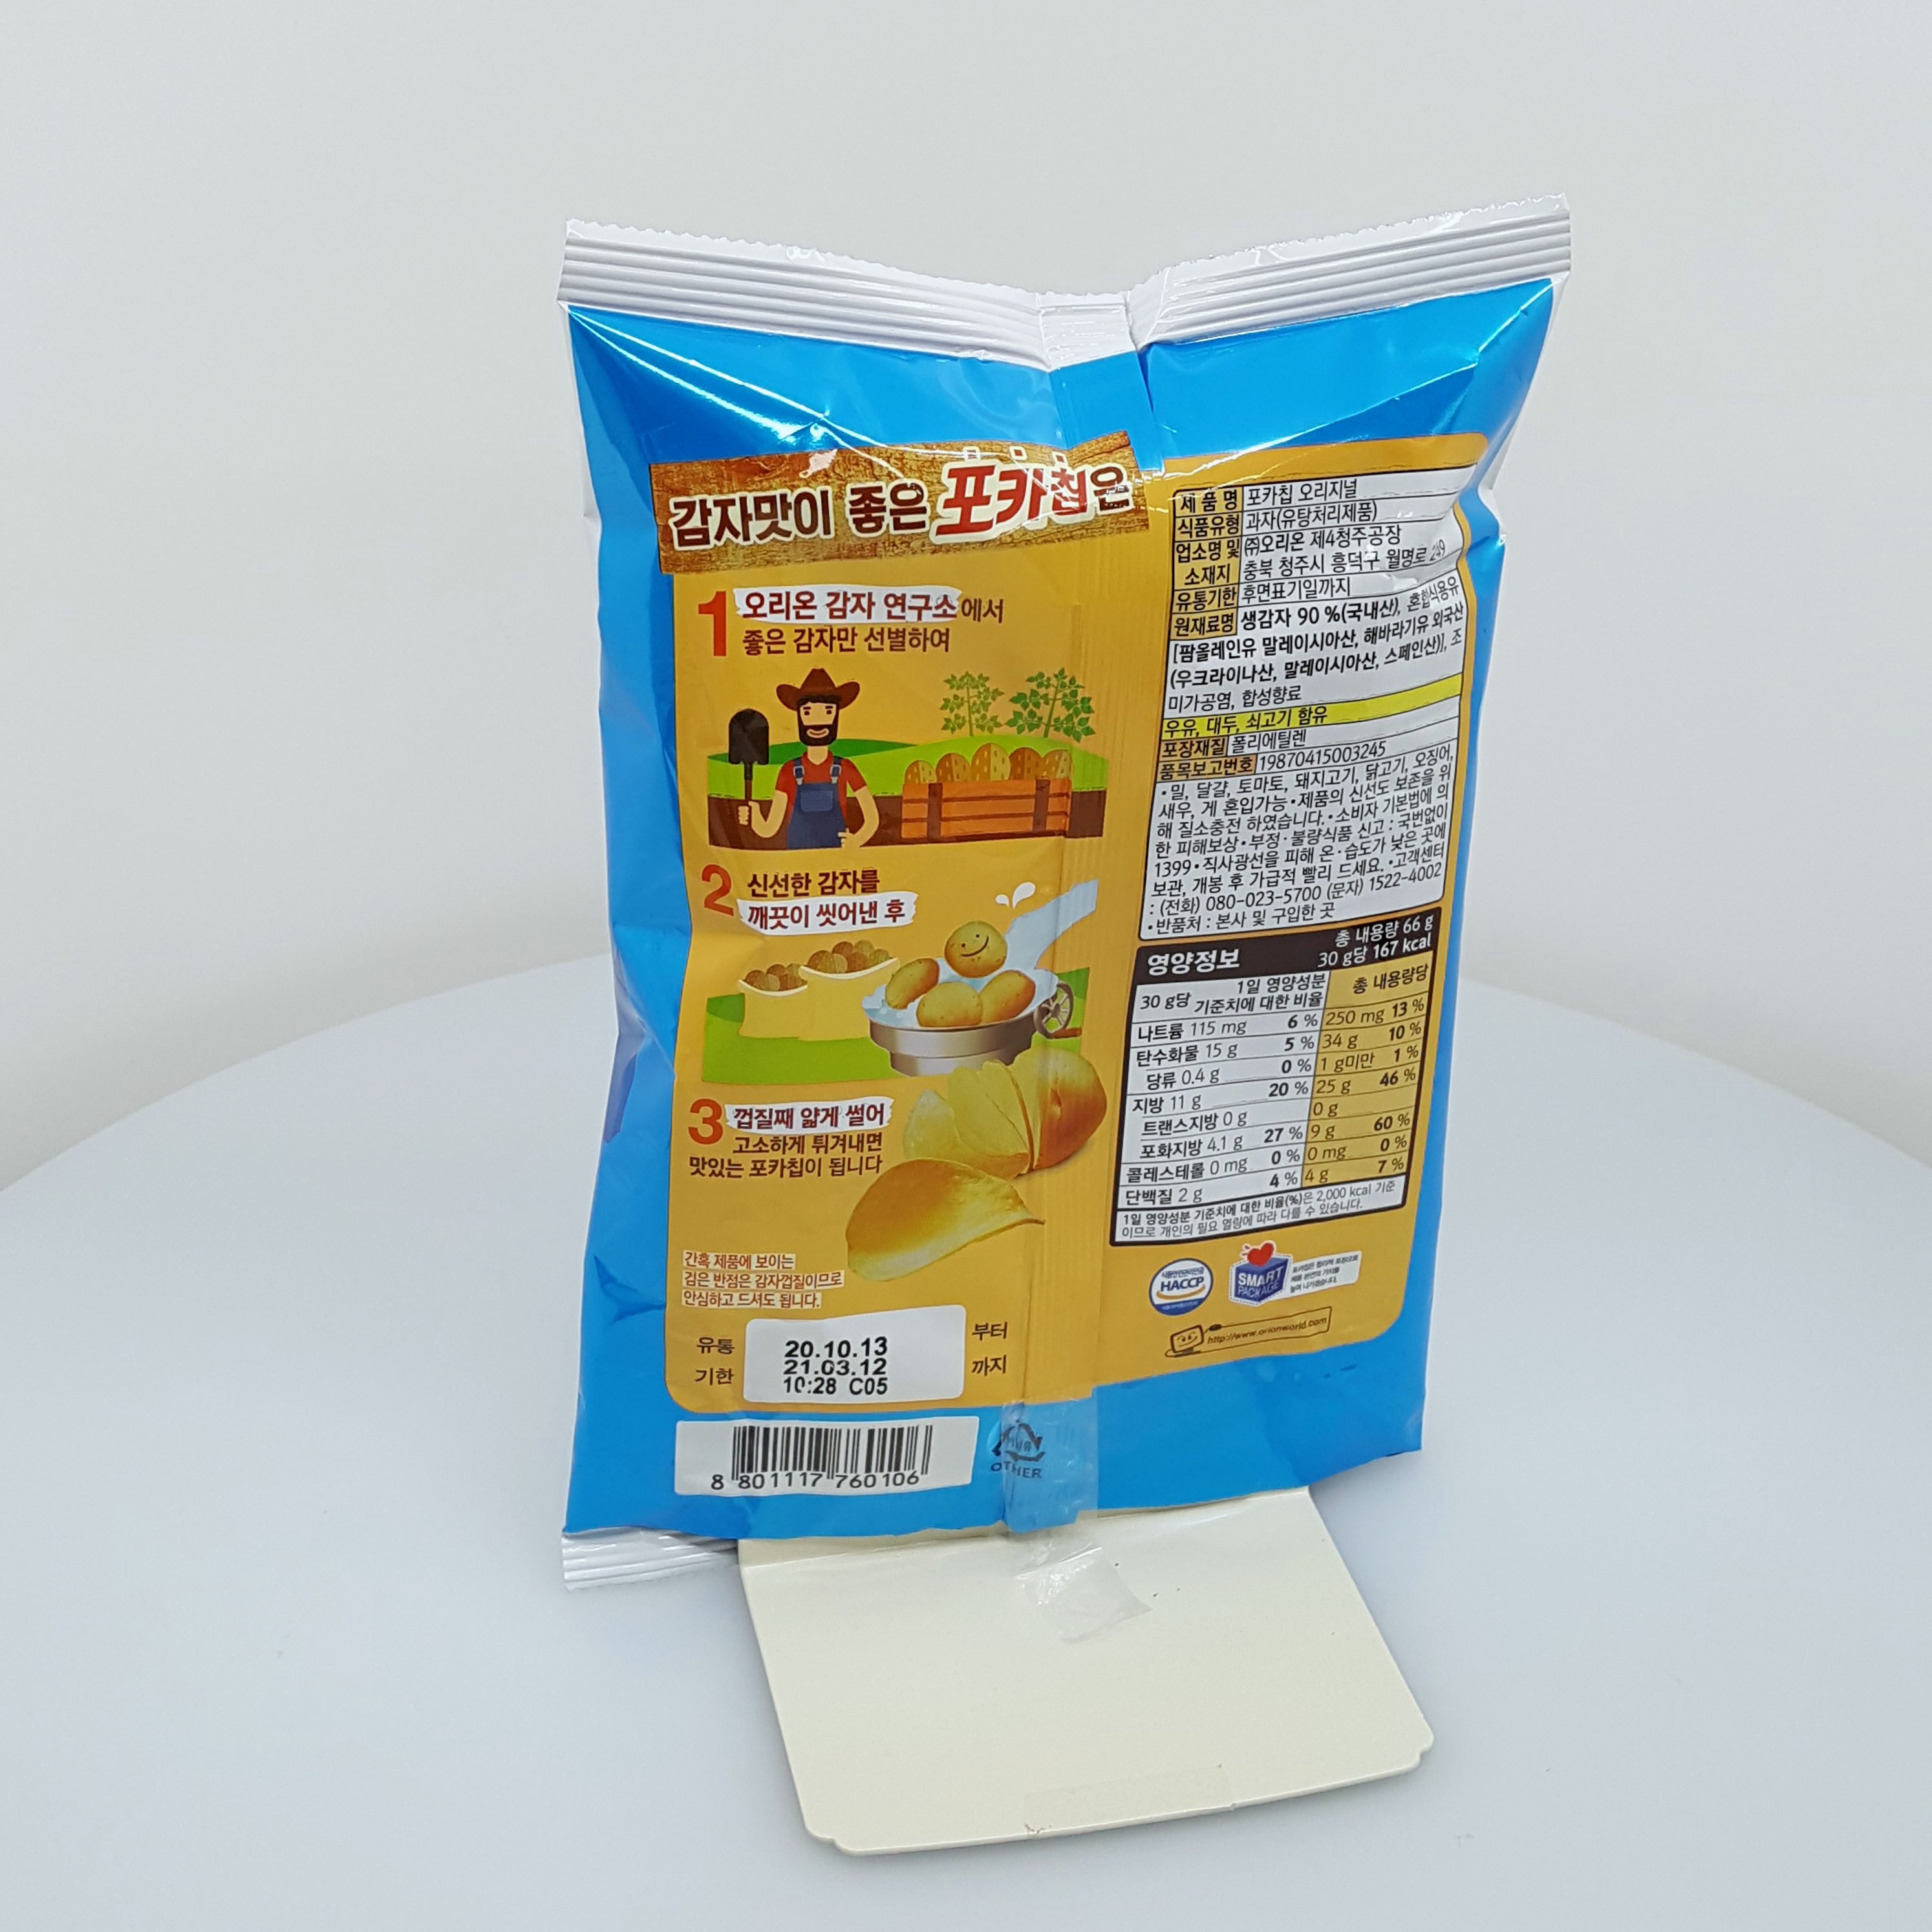 감자맛이 좋은 포카칩은
1 오리온 감자 연구소에서
좋은 감자만 선별하여
2 신선한 감자를
깨끗이 씻어낸 후
3 껍질째 얇게 썰어
고소하게 튀겨내면
맛있는 포카칩이 됩니다
간혹 제품에 보이는
검은 반점은 감자껍질이므로
안심하고 드셔도 됩니다.
유통 20.10.13 부터
기한 21.03.12 까지
10:28 C05
8 801117 760106
OTHER
제품명 포카칩 오리지널
식품유형 과자(유탕처리제품)
업소명 및 ㈜오리온 제4청주공장
소재지 충북 청주시 흥덕구 월명로 249
유통기한 후면표기일까지
원재료명 생감자 90 %(국내산), 혼합식용유
[팜올레인유 말레이시아산, 해바라기유 외국산
(우크라이나산, 말레이시아산, 스페인산)], 조
미가공염, 합성향료
우유, 대두, 쇠고기 함유
포장재질 폴리에틸렌
품목보고번호 19870415003245
•밀, 달걀, 토마토, 돼지고기, 닭고기, 오징어,
새우, 게 혼입가능•제품의 신선도 보존을 위
해 질소충전 하였습니다.•소비자 기본법에 의
한 피해보상•부정·불량식품 신고 : 국번없이
1399•직사광선을 피해 온·습도가 낮은 곳에
보관, 개봉 후 가급적 빨리 드세요.•고객센터
: (전화) 080-023-5700 (문자) 1522-4002
•반품처 : 본사 및 구입한 곳
영양정보 총 내용량 66 g
30 g당 167 kcal
30 g당 1일 영양성분 기준치에 대한 비율 총 내용량당
나트륨 115 mg 6 % 250 mg 13 %
탄수화물 15 g 5 % 34 g 10 %
당류 0.4 g 0 % 1 g미만 1 %
지방 11 g 20 % 25 g 46 %
트랜스지방 0 g 0 g
포화지방 4.1 g 27 % 9 g 60 %
콜레스테롤 0 mg 0 % 0 mg 0 %
단백질 2 g 4 % 4 g 7 %
1일 영양성분 기준치에 대한 비율(%)은 2,000 kcal 기준
이므로 개인의 필요 열량에 따라 다를 수 있습니다.
HACCP
SMART
PACKAGE
http://www.orionworld.com